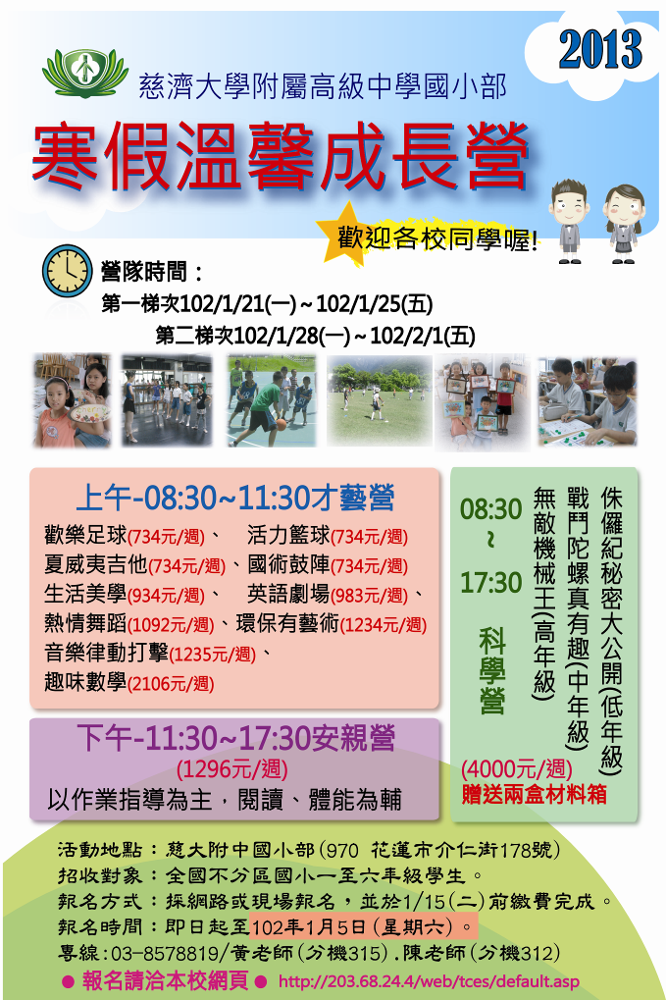 2013
慈濟大學附屬高級中學國小部
寒假溫馨成長營
歡迎各校同學喔!
營隊時間：
第一梯次102/1/21(一)~102/1/25(五)
第二梯次102/1/28(一)~102/2/1(五)
上午-08:30~11:30才藝營
歡樂足球(734元/週)、 活力籃球(734元/週)
夏威夷吉他(734元/週)、國術鼓陣(734元/週)
生活美學(934元/週)、 英語劇場(983元/週)、
熱情舞蹈(1092元/週)、環保有藝術(1234元/週)
音樂律動打擊(1235元/週)、
趣味數學(2106元/週)
下午-11:30~17:30安親營
(1296元/週)
以作業指導為主，閱讀、體能為輔
08:30
~
17:30
科學營
侏儸紀秘密大公開(低年級)
戰鬥陀螺真有趣(中年級)
無敵機械王(高年級)
(4000元/週)
贈送兩盒材料箱
活動地點：慈大附中國小部(970 花蓮市介仁街178號)
招收對象：全國不分區國小一至六年級學生。
報名方式：採網路或現場報名，並於1/15(二)前繳費完成。
報名時間：即日起至102年1月5日(星期六)。
專線:03-8578819/黃老師(分機315).陳老師(分機312)
● 報名請洽本校網頁 ● http://203.68.24.4/web/tces/default.asp